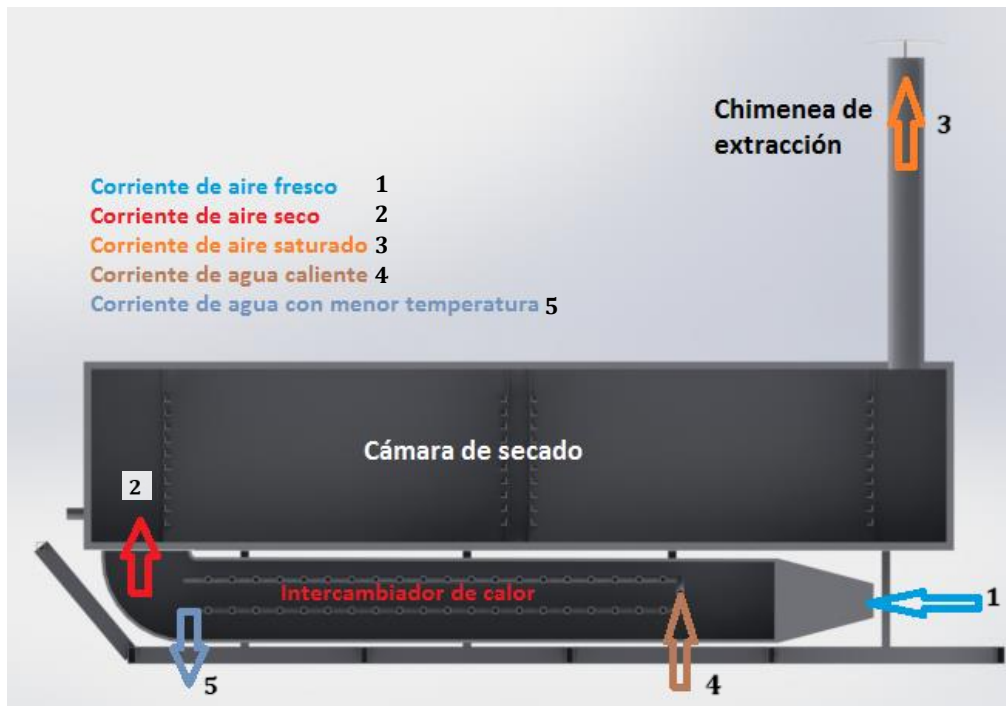 Chimenea de
extracción
3
Corriente de aire fresco 1
Corriente de aire seco 2
Corriente de aire saturado 3
Corriente de agua caliente 4
Corriente de agua con menor temperatura 5
Cámara de secado
2
Intercambiador de calor
1
5
4